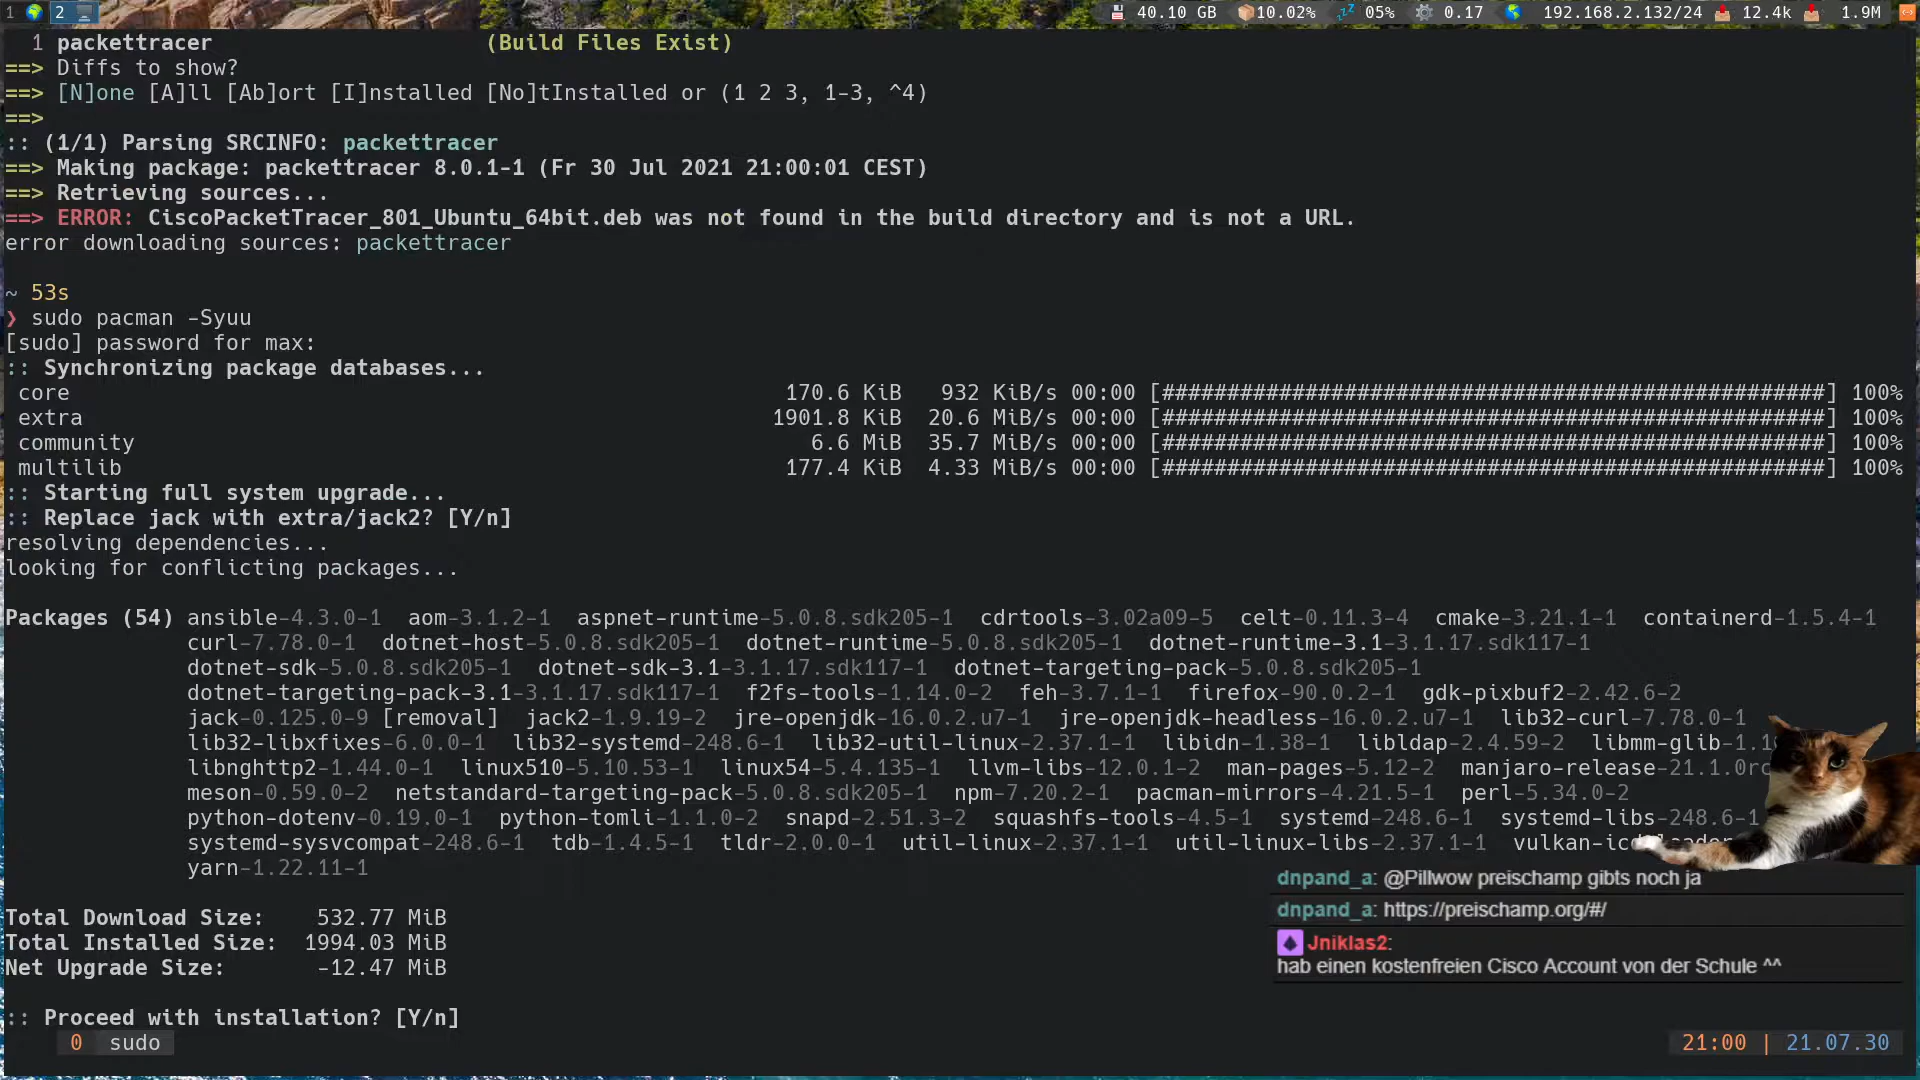 1 2 40.10 GB 10.02% 05% 0.17 192.168.2.132/24 12.4k 1.9M
1 packettracer (Build Files Exist)
==> Diffs to show?
==> [N]one [A]ll [Ab]ort [I]nstalled [No]tInstalled or (1 2 3, 1-3, ^4)
==>
:: (1/1) Parsing SRCINFO: packettracer
==> Making package: packettracer 8.0.1-1 (Fr 30 Jul 2021 21:00:01 CEST)
==> Retrieving sources...
==> ERROR: CiscoPacketTracer_801_Ubuntu_64bit.deb was not found in the build directory and is not a URL.
error downloading sources: packettracer
~ 53s
❯ sudo pacman -Syuu
[sudo] password for max:
:: Synchronizing package databases...
core 170.6 KiB 932 KiB/s 00:00 [###################################################] 100%
extra 1901.8 KiB 20.6 MiB/s 00:00 [###################################################] 100%
community 6.6 MiB 35.7 MiB/s 00:00 [###################################################] 100%
multilib 177.4 KiB 4.33 MiB/s 00:00 [###################################################] 100%
:: Starting full system upgrade...
:: Replace jack with extra/jack2? [Y/n]
resolving dependencies...
looking for conflicting packages...
Packages (54) ansible-4.3.0-1 aom-3.1.2-1 aspnet-runtime-5.0.8.sdk205-1 cdrtools-3.02a09-5 celt-0.11.3-4 cmake-3.21.1-1 containerd-1.5.4-1
curl-7.78.0-1 dotnet-host-5.0.8.sdk205-1 dotnet-runtime-5.0.8.sdk205-1 dotnet-runtime-3.1-3.1.17.sdk117-1
dotnet-sdk-5.0.8.sdk205-1 dotnet-sdk-3.1-3.1.17.sdk117-1 dotnet-targeting-pack-5.0.8.sdk205-1
dotnet-targeting-pack-3.1-3.1.17.sdk117-1 f2fs-tools-1.14.0-2 feh-3.7.1-1 firefox-90.0.2-1 gdk-pixbuf2-2.42.6-2
jack-0.125.0-9 [removal] jack2-1.9.19-2 jre-openjdk-16.0.2.u7-1 jre-openjdk-headless-16.0.2.u7-1 lib32-curl-7.78.0-1
lib32-libxfixes-6.0.0-1 lib32-systemd-248.6-1 lib32-util-linux-2.37.1-1 libidn-1.38-1 libldap-2.4.59-2 libmm-glib-1.1
libnghttp2-1.44.0-1 linux510-5.10.53-1 linux54-5.4.135-1 llvm-libs-12.0.1-2 man-pages-5.12-2 manjaro-release-21.1.0rc
meson-0.59.0-2 netstandard-targeting-pack-5.0.8.sdk205-1 npm-7.20.2-1 pacman-mirrors-4.21.5-1 perl-5.34.0-2
python-dotenv-0.19.0-1 python-tomli-1.1.0-2 snapd-2.51.3-2 squashfs-tools-4.5-1 systemd-248.6-1 systemd-libs-248.6-1
systemd-sysvcompat-248.6-1 tdb-1.4.5-1 tldr-2.0.0-1 util-linux-2.37.1-1 util-linux-libs-2.37.1-1
yarn-1.22.11-1
dnpand_a: @Pillwow preischamp gibts noch ja
dnpand_a: https://preischamp.org/#/
Jniklas2:
hab einen kostenfreien Cisco Account von der Schule ^^
Total Download Size: 532.77 MiB
Total Installed Size: 1994.03 MiB
Net Upgrade Size: -12.47 MiB
:: Proceed with installation? [Y/n]
0 sudo 21:00 | 21.07.30